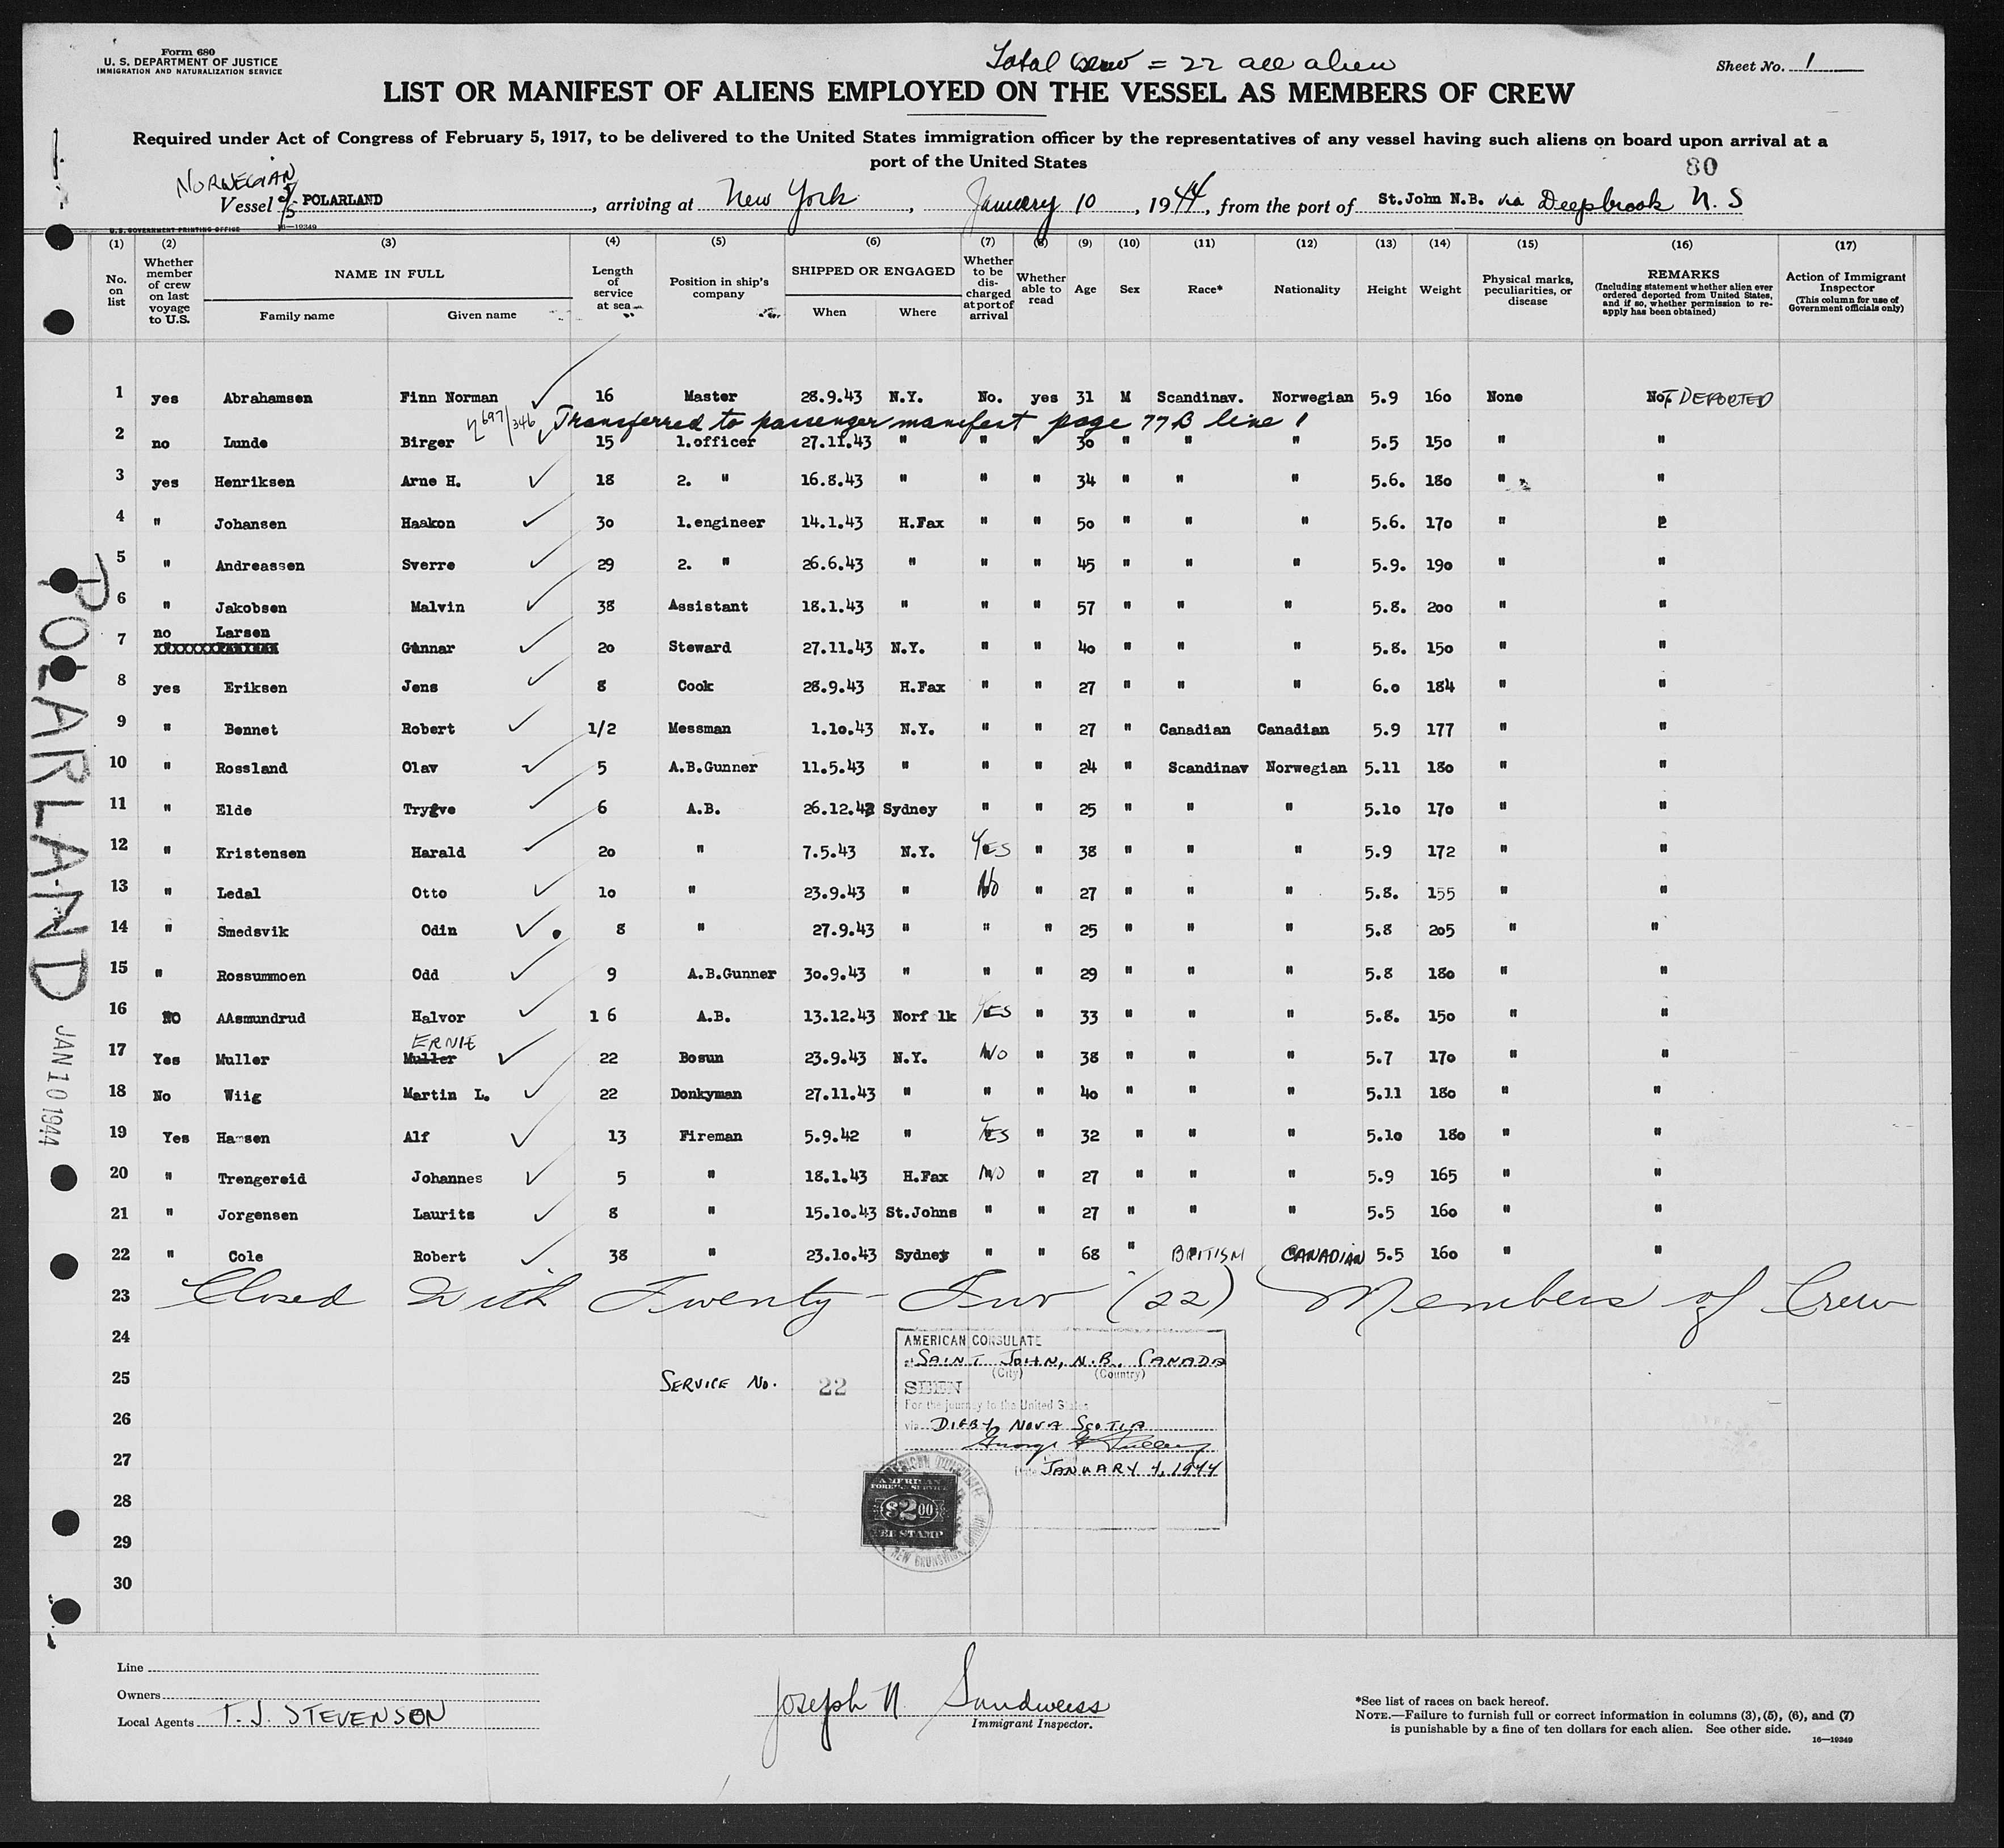 Form 680
U. S. DEPARTMENT OF JUSTICE
IMMIGRATION AND NATURALIZATION SERVICE
Total Crew = 22 all alien
Sheet No. 1
LIST OR MANIFEST OF ALIENS EMPLOYED ON THE VESSEL AS MEMBERS OF CREW
Required under Act of Congress of February 5, 1917, to be delivered to the United States immigration officer by the representatives of any vessel having such aliens on board upon arrival at a
port of the United States
80
NORWEGIAN
Vessel S/S POLARLAND, arriving at New York, January 10, 1944, from the port of St.John N.B. via Deepbrook N.S
U.S. GOVERNMENT PRINTING OFFICE 16—19349
(1) (2) (3) (4) (5) (6) (7) (8) (9) (10) (11) (12) (13) (14) (15) (16) (17)
No. on list
Whether member of crew on last voyage to U.S.
NAME IN FULL
Family name
Given name
Length of service at sea
Position in ship's company
SHIPPED OR ENGAGED
When
Where
Whether to be discharged at port of arrival
Whether able to read
Age
Sex
Race*
Nationality
Height
Weight
Physical marks, peculiarities, or disease
REMARKS
(Including statement whether alien ever ordered deported from United States, and if so, whether permission to reapply has been obtained)
Action of Immigrant Inspector
(This column for use of Government officials only)
1 yes Abrahamsen Finn Norman 16 Master 28.9.43 N.Y. No. yes 31 M Scandinav. Norwegian 5.9 160 None NOT DEPORTED
697/346 Transferred to passenger manifest page 77B line 1
2 no Lunde Birger 15 1.officer 27.11.43 " " " 30 " " " 5.5 150 " "
3 yes Henriksen Arne H. 18 2. " 16.8.43 " " " 34 " " " 5.6. 180 " "
4 " Johansen Haakon 30 1.engineer 14.1.43 H.Fax " " 50 " " " 5.6. 170 "
5 " Andreassen Sverre 29 2. " 26.6.43 " " " 45 " " " 5.9. 190 " "
6 " Jakobsen Malvin 38 Assistant 18.1.43 " " " 57 " " " 5.8. 200 " "
7 no Larsen Gunnar 20 Steward 27.11.43 N.Y. " " 40 " " " 5.8. 150 " "
8 yes Eriksen Jens 8 Cook 28.9.43 H.Fax " " 27 " " " 6.0 184 " "
9 " Bennet Robert 1/2 Messman 1.10.43 N.Y. " " 27 " Canadian Canadian 5.9 177 " "
10 " Rossland Olav 5 A.B.Gunner 11.5.43 " " " 24 " Scandinav Norwegian 5.11 180 " "
11 " Elde Trygve 6 A.B. 26.12.42 Sydney " " 25 " " " 5.10 170 " "
12 " Kristensen Harald 20 " 7.5.43 N.Y. YES " 38 " " " 5.9 172 " "
13 " Ledal Otto 10 " 23.9.43 " No " 27 " " " 5.8. 155 " "
14 " Smedsvik Odin 8 " 27.9.43 " " " 25 " " " 5.8 205 " "
15 " Rossummoen Odd 9 A.B.Gunner 30.9.43 " " " 29 " " " 5.8 180 " "
16 NO AAsmundrud Halvor 1 6 A.B. 13.12.43 Norf lk YES " 33 " " " 5.8. 150 " "
ERNIE
17 Yes Muller Muller 22 Bosun 23.9.43 N.Y. NO " 38 " " " 5.7 170 " "
18 No Wiig Martin L. 22 Donkyman 27.11.43 " " " 40 " " " 5.11 180 " "
19 Yes Hansen Alf 13 Fireman 5.9.42 " YES " 32 " " " 5.10 180 " "
20 " Trengereid Johannes 5 " 18.1.43 H.Fax NO " 27 " " " 5.9 165 " "
21 " Jorgensen Laurits 8 " 15.10.43 St.Johns " " 27 " " " 5.5 160 " "
22 " Cole Robert 38 " 23.10.43 Sydney " " 68 " BRITISH CANADIAN 5.5 160 " "
23 Closed With Twenty-Two (22) Members of Crew
24
25
26
27
28
29
30
SERVICE No. 22
AMERICAN CONSULATE
at SAINT JOHN, N.B. CANADA
(City) (Country)
SEEN
For the journey to the United States
via DIGBY, NOVA SCOTIA
JANUARY 4, 1944
AMERICAN
FOREIGN SERVICE
$2.00
FEE STAMP
NEW BRUNSWICK
POLARLAND
JAN 10 1944
Line
Owners
Local Agents T. J. STEVENSON
Joseph N. Sandweiss
Immigrant Inspector.
*See list of races on back hereof.
NOTE.—Failure to furnish full or correct information in columns (3), (5), (6), and (7)
is punishable by a fine of ten dollars for each alien. See other side.
16—19349